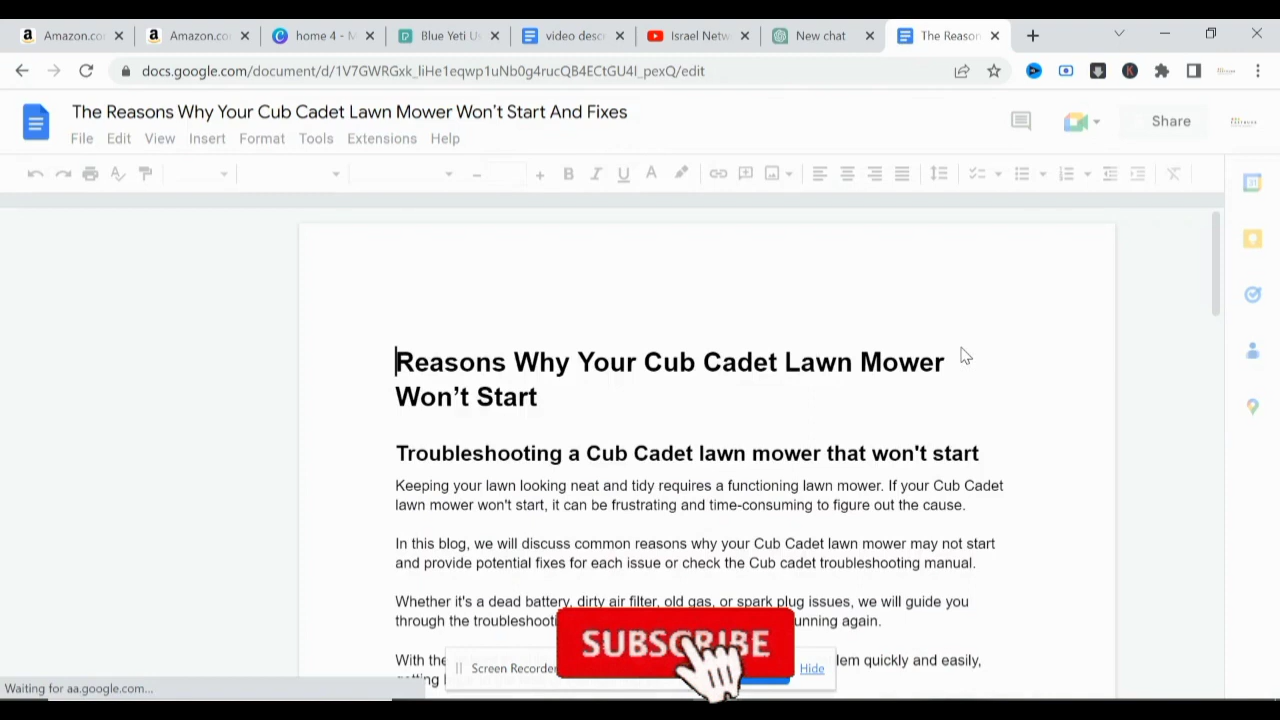 Amazon.co
Amazon.co
home 4 - M
Blue Yeti U
video desc
Israel Netw
New chat
The Reason
docs.google.com/document/d/1V7GWRGxk_liHe1eqwp1uNb0g4rucQB4ECtGU4I_pexQ/edit
The Reasons Why Your Cub Cadet Lawn Mower Won't Start And Fixes
File Edit View Insert Format Tools Extensions Help
Share
Reasons Why Your Cub Cadet Lawn Mower
Won’t Start
Troubleshooting a Cub Cadet lawn mower that won't start
Keeping your lawn looking neat and tidy requires a functioning lawn mower. If your Cub Cadet
lawn mower won't start, it can be frustrating and time-consuming to figure out the cause.
In this blog, we will discuss common reasons why your Cub Cadet lawn mower may not start
and provide potential fixes for each issue or check the Cub cadet troubleshooting manual.
Whether it's a dead battery, dirty air filter, old gas, or spark plug issues, we will guide you
through the troubleshooti unning again.
With the lem quickly and easily,
SUBSCRIBE
Screen Recorder Hide
Waiting for aa.google.com...